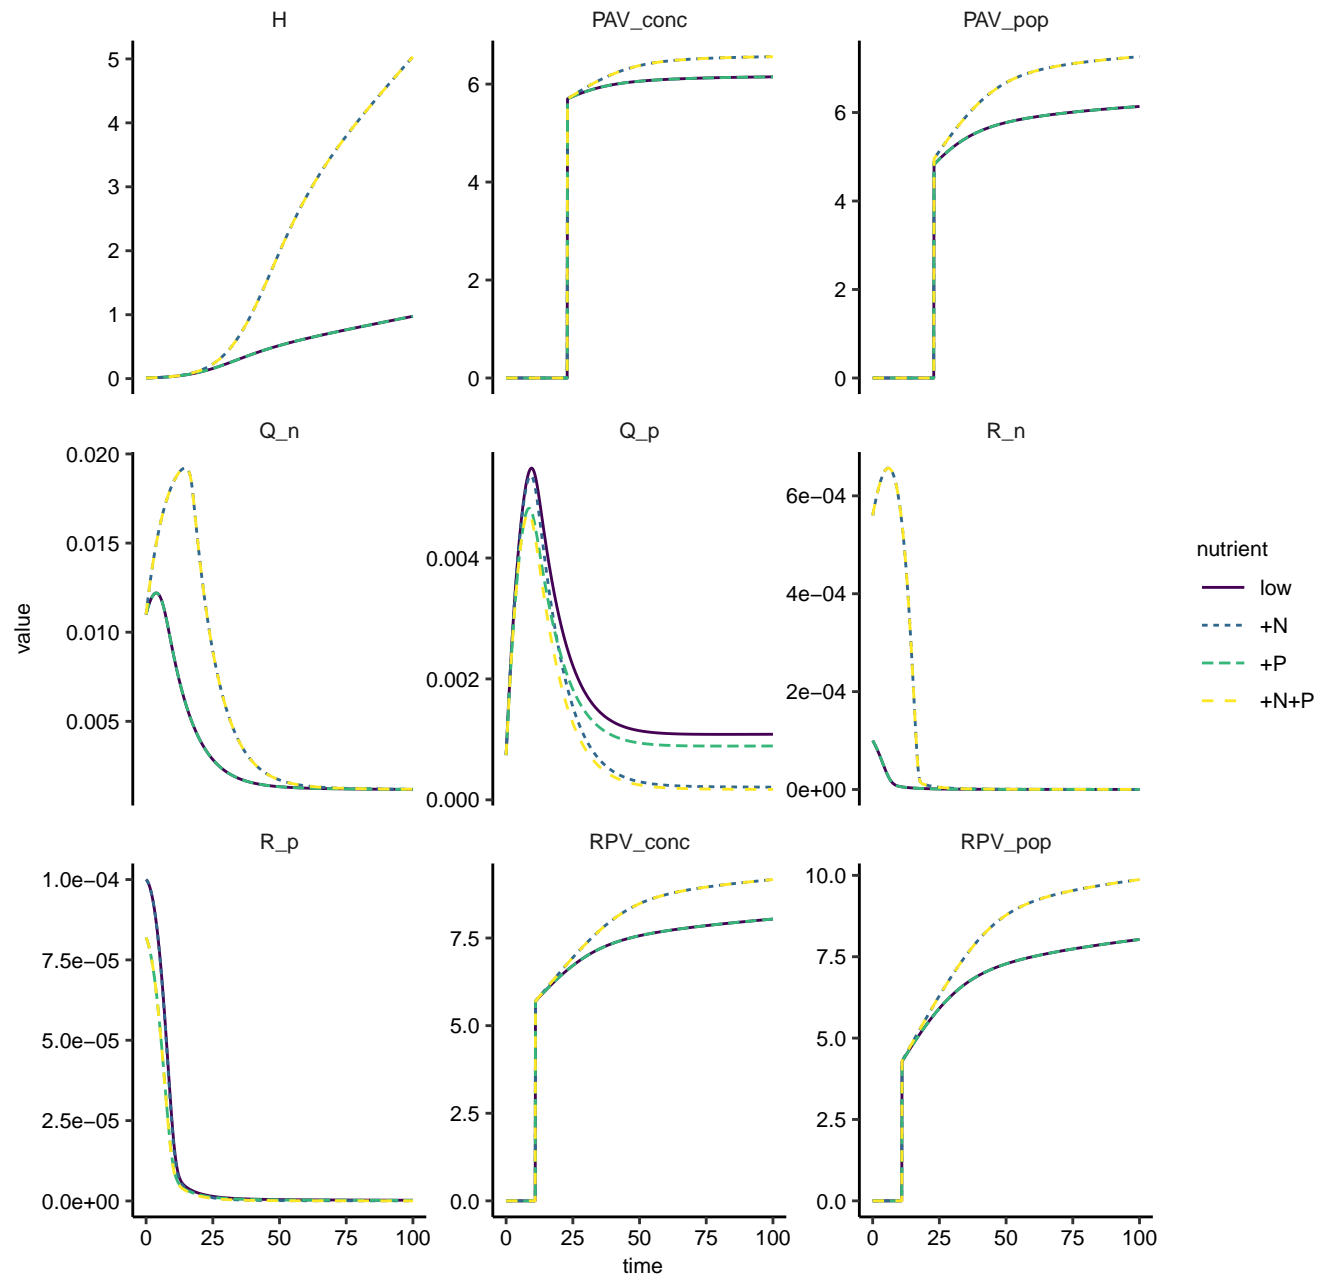 H
PAV_conc
PAV_pop
5
4
3
2
1
0
6
4
2
0
6
4
2
0
Q_n
Q_p
R_n
0.020
0.015
0.010
0.005
0.004
0.002
0.000
6e−04
4e−04
2e−04
0e+00
value
nutrient
low
+N
+P
+N+P
R_p
RPV_conc
RPV_pop
1.0e−04
7.5e−05
5.0e−05
2.5e−05
0.0e+00
7.5
5.0
2.5
0.0
10.0
7.5
5.0
2.5
0.0
0 25 50 75 100
0 25 50 75 100
0 25 50 75 100
time